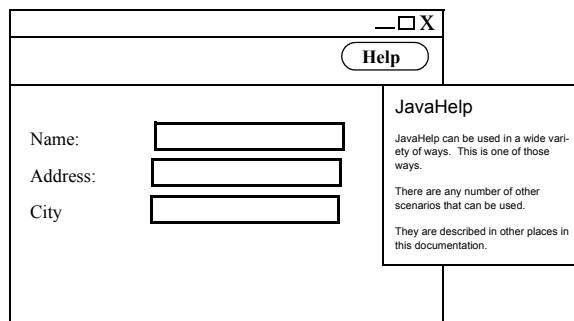 X
Help
JavaHelp
JavaHelp can be used in a wide vari-
ety of ways. This is one of those
ways.
There are any number of other
scenarios that can be used.
They are described in other places in
this documentation.
Name:
Address:
City